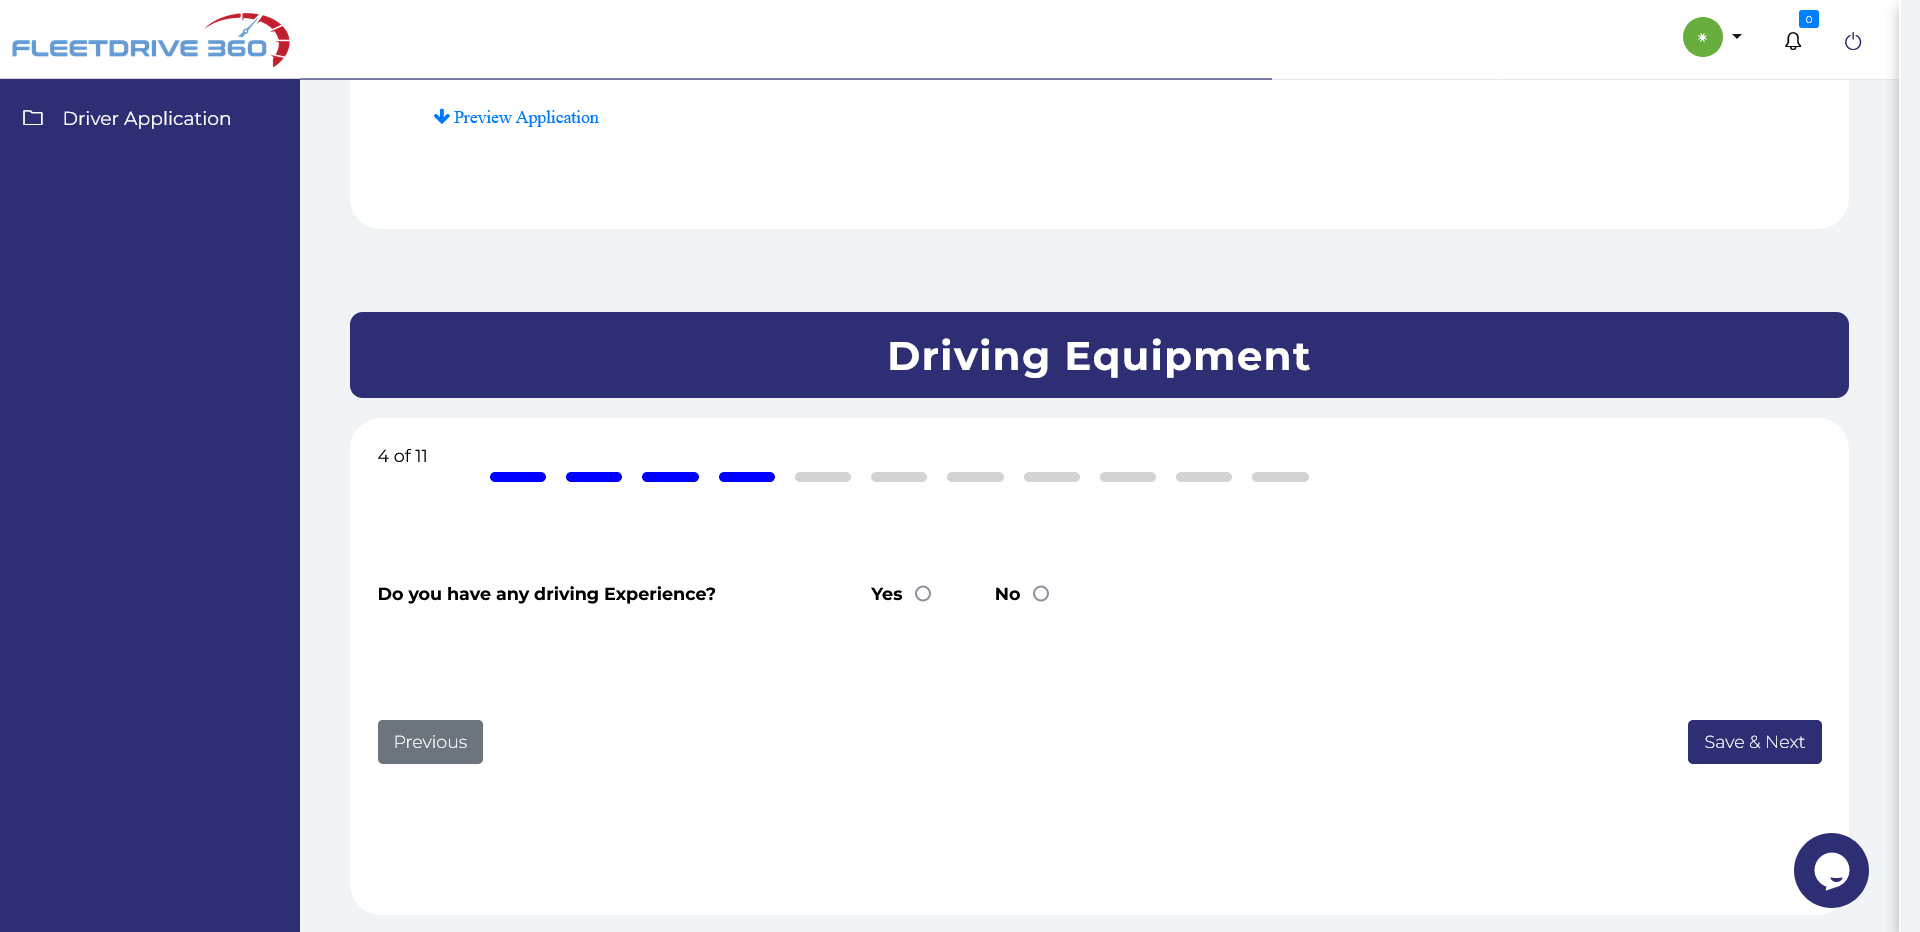 FLEETDRIVE 360
0
Driver Application
Preview Application
Driving Equipment
4 of 11
Do you have any driving Experience? Yes No
Previous Save & Next